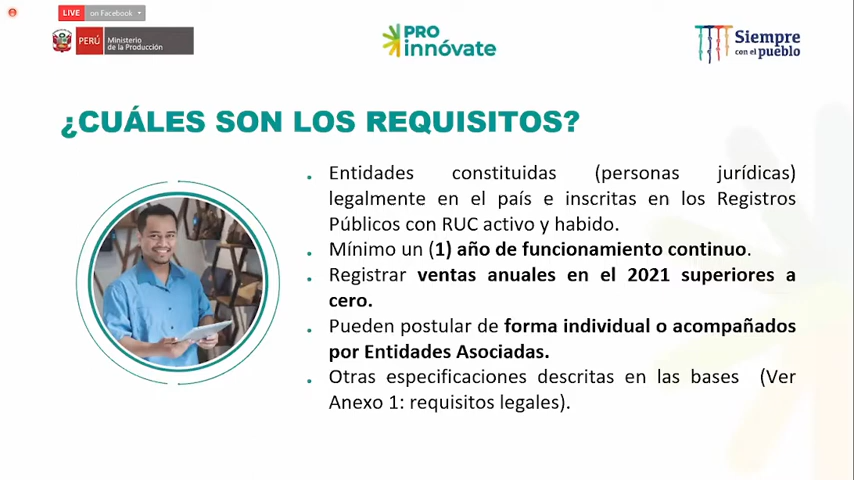 LIVE on Facebook
PERÚ Ministerio de la Producción
PRO
innóvate
Siempre
con el pueblo
¿CUÁLES SON LOS REQUISITOS?
Entidades constituidas (personas jurídicas)
legalmente en el país e inscritas en los Registros
Públicos con RUC activo y habido.
Mínimo un (1) año de funcionamiento continuo.
Registrar ventas anuales en el 2021 superiores a
cero.
Pueden postular de forma individual o acompañados
por Entidades Asociadas.
Otras especificaciones descritas en las bases (Ver
Anexo 1: requisitos legales).